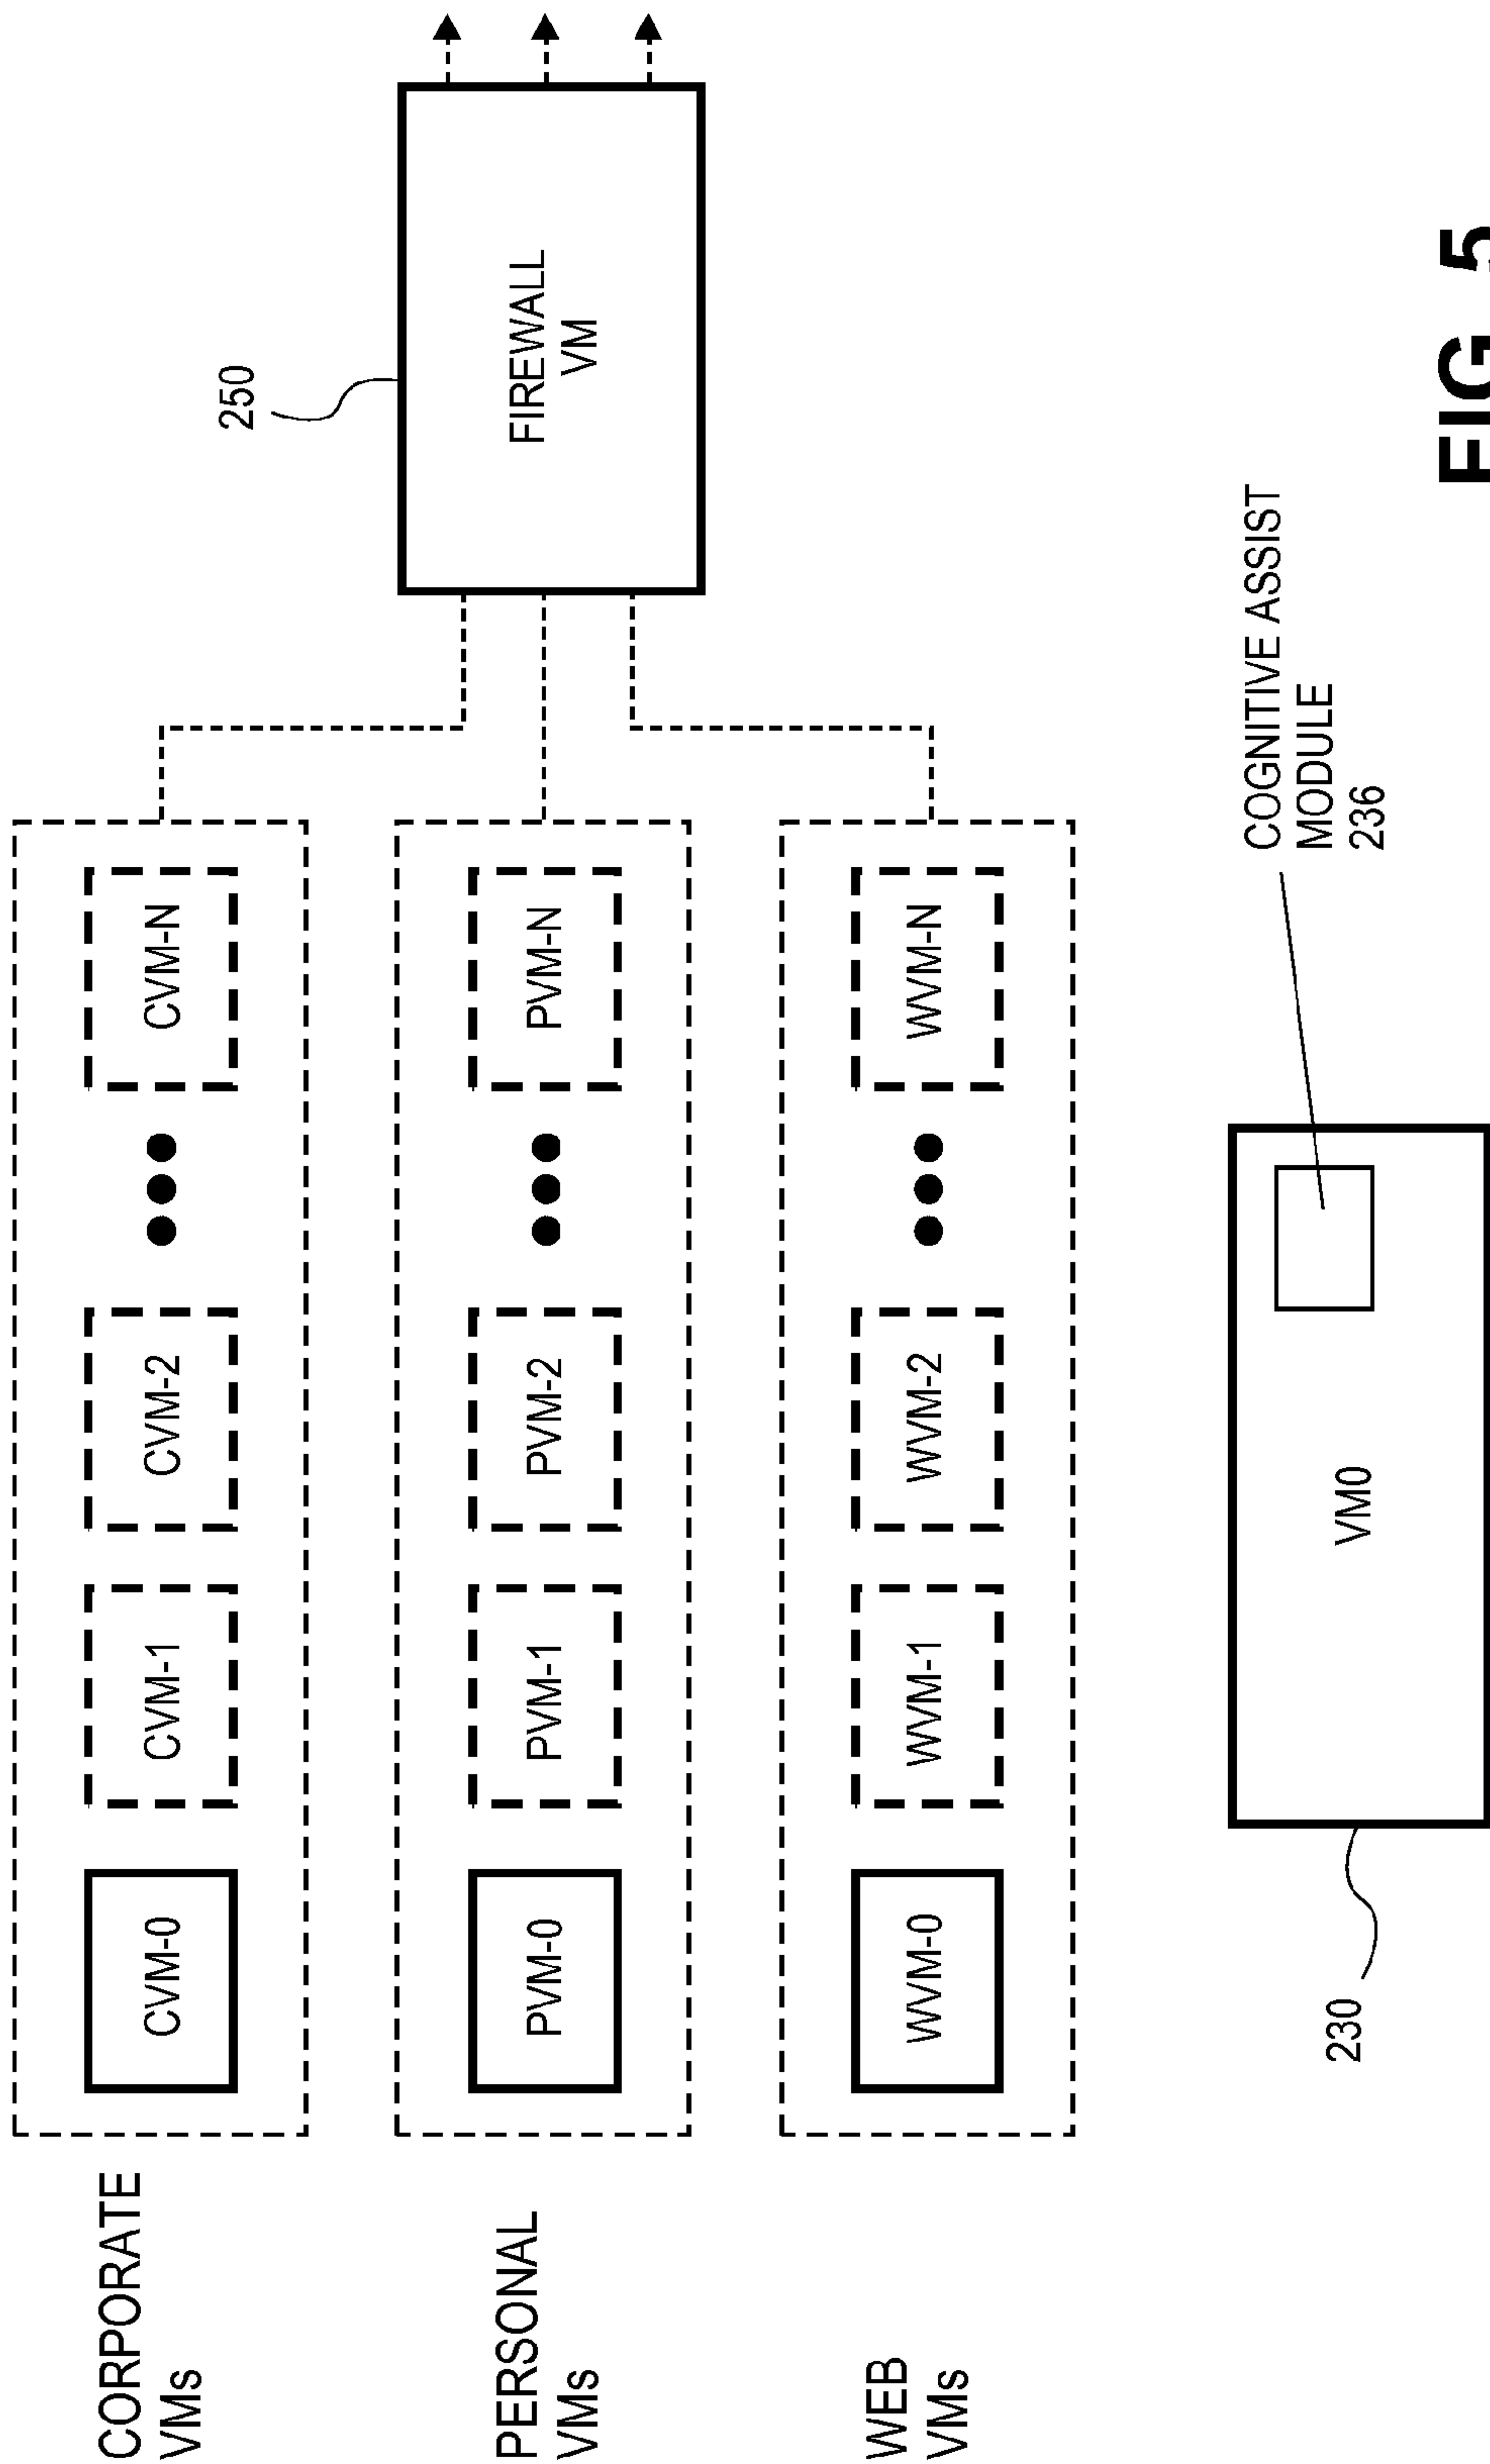 CORPORATE
VMs
CVM-0
CVM-1
CVM-2
CVM-N
250
FIREWALL
VM
PERSONAL
VMs
PVM-0
PVM-1
PVM-2
PVM-N
WEB
VMs
WVM-0
WVM-1
WVM-2
WVM-N
230
VM0
COGNITIVE ASSIST
MODULE
236
FIG. 5